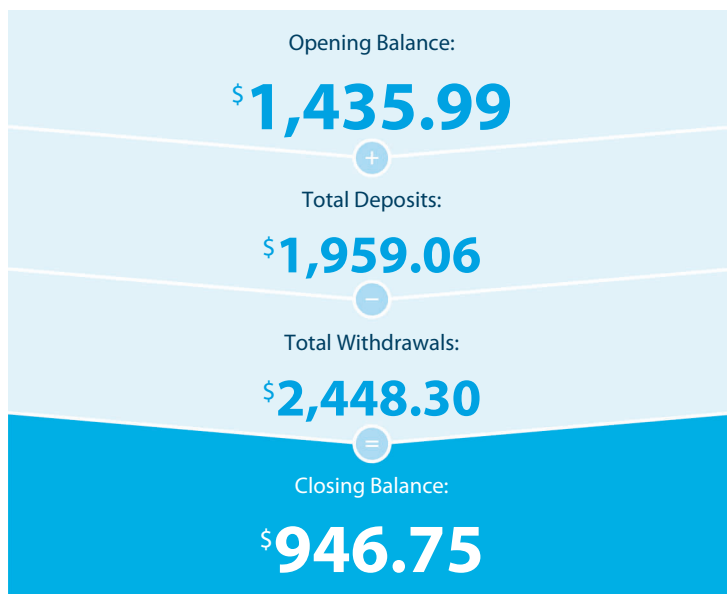 Opening Balance:
$1,435.99
+
Total Deposits:
$1,959.06
−
Total Withdrawals:
$2,448.30
=
Closing Balance:
$946.75